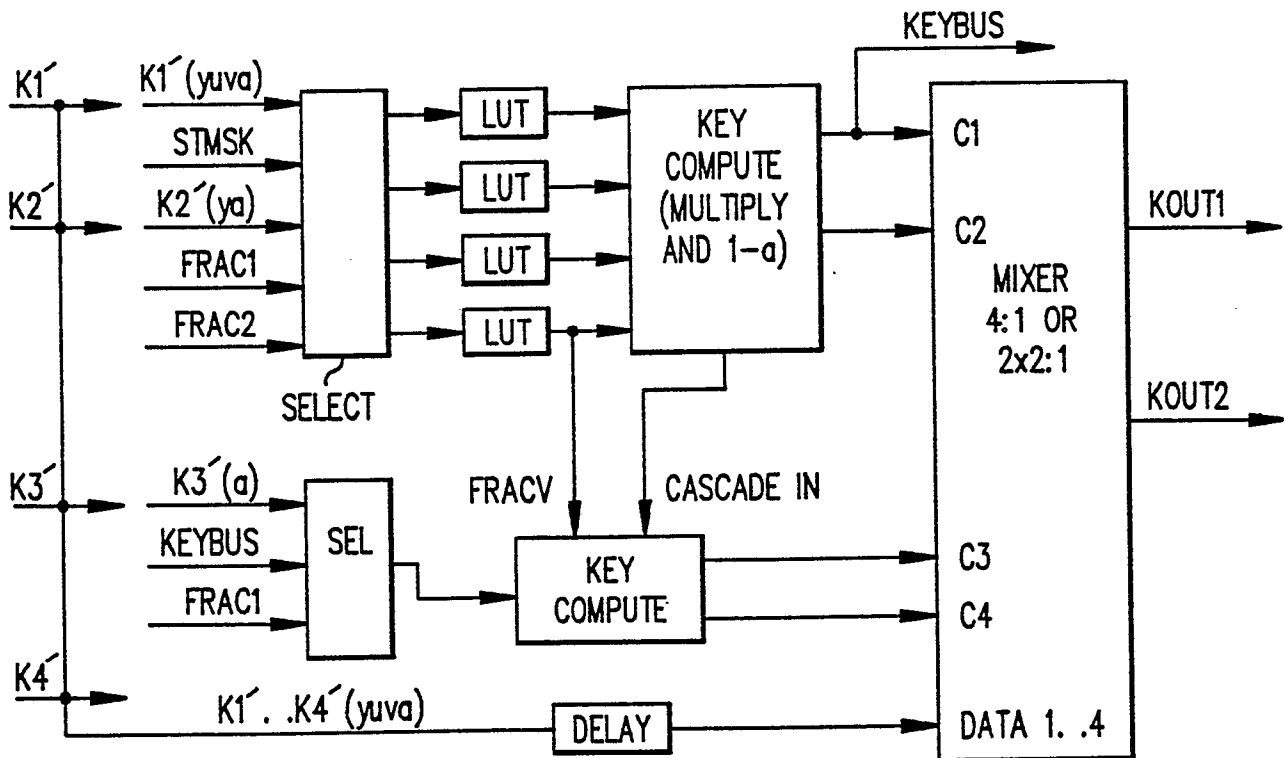 KEYBUS
K1´
K1´(yuva)
STMSK
K2´
K2´(ya)
FRAC1
FRAC2
SELECT
LUT
LUT
LUT
LUT
KEY
COMPUTE
(MULTIPLY
AND 1-a)
C1
C2
MIXER
4:1 OR
2x2:1
KOUT1
KOUT2
K3´
K3´(a)
KEYBUS
FRAC1
SEL
FRACV
CASCADE IN
KEY
COMPUTE
C3
C4
K4´
K1´. .K4´(yuva)
DELAY
DATA 1. .4